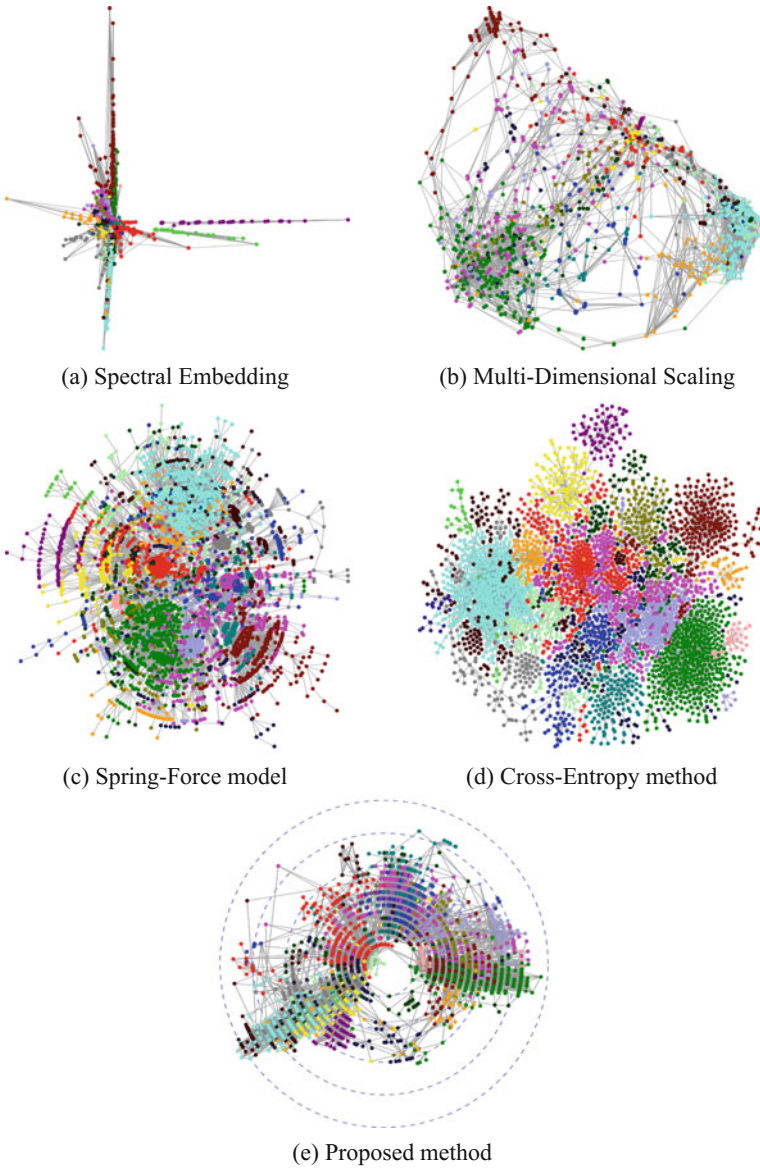 (a) Spectral Embedding
(b) Multi-Dimensional Scaling
(c) Spring-Force model
(d) Cross-Entropy method
(e) Proposed method